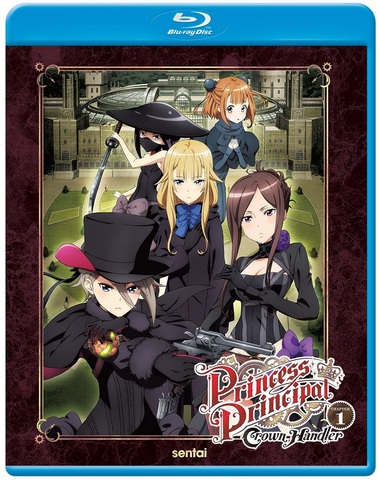 Blu-ray Disc
Princess
Principal
CHAPTER
1
Crown Handler
sentai